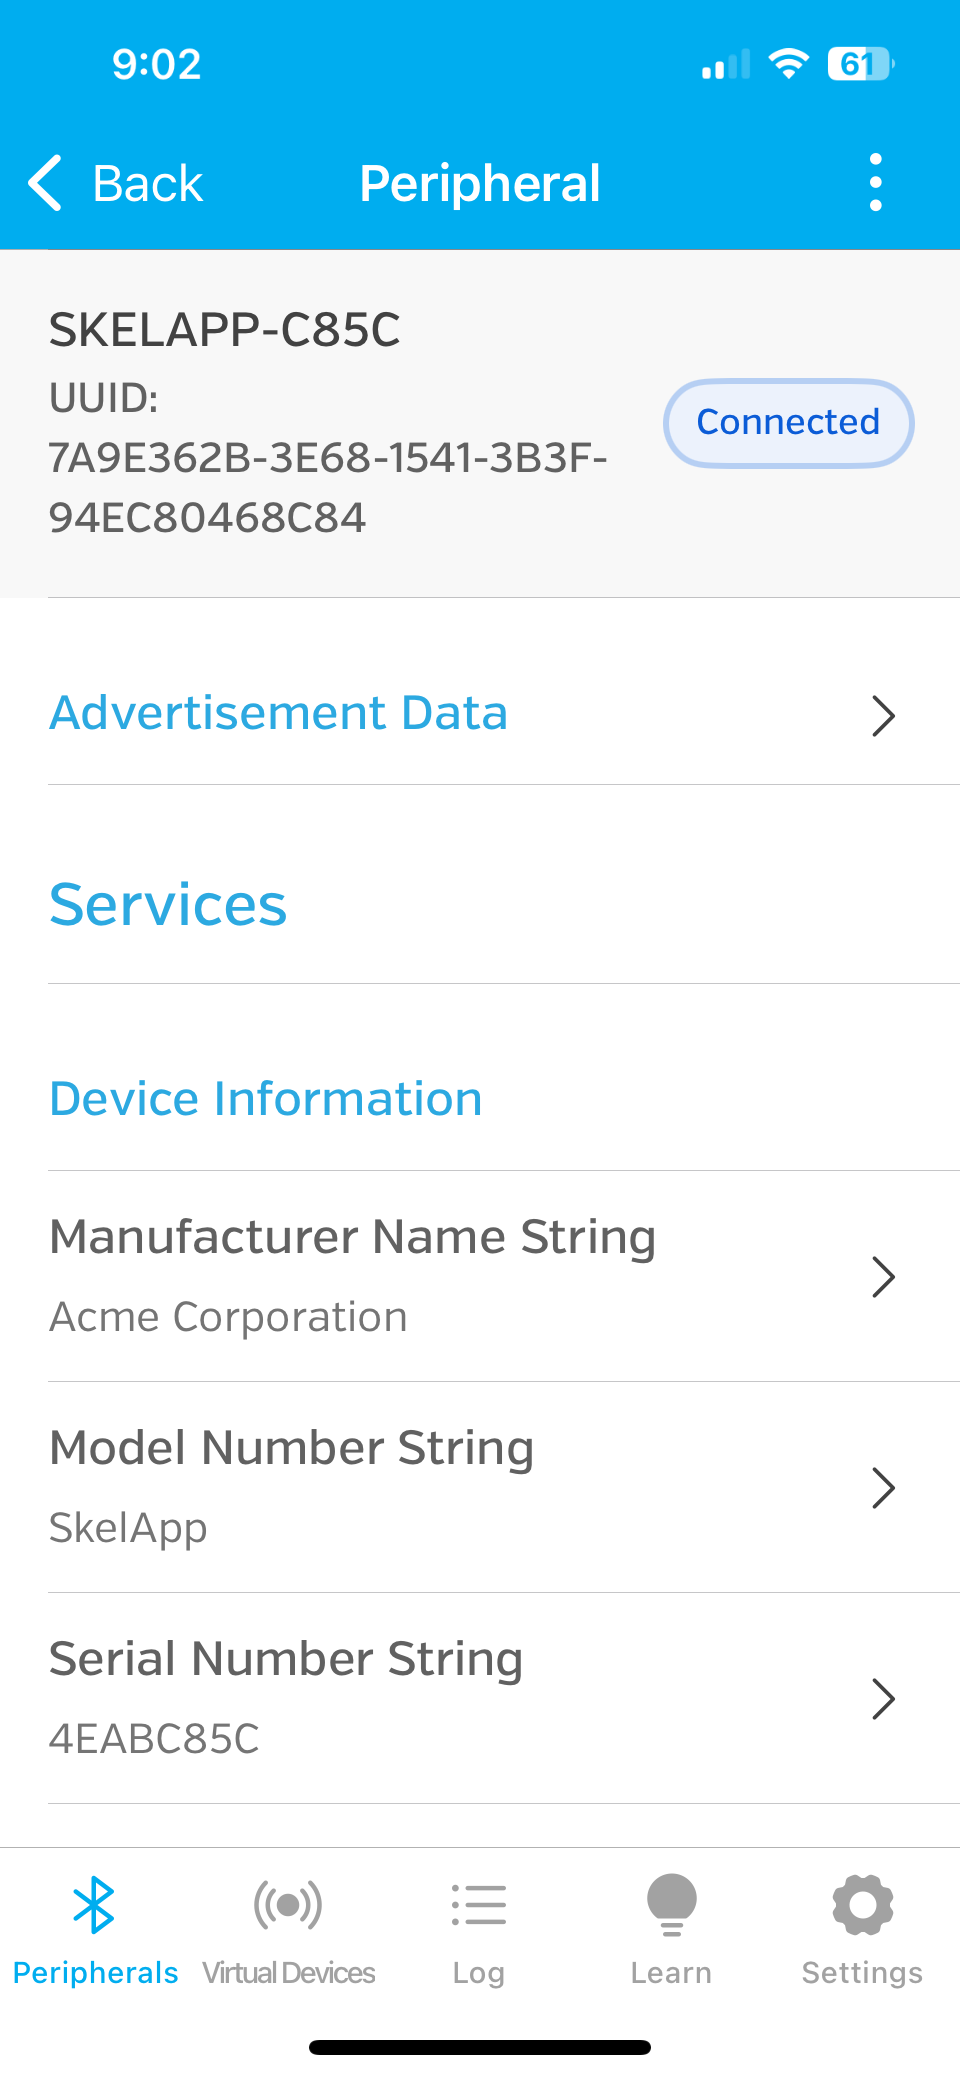 9:02
61
Back
Peripheral
SKELAPP-C85C
UUID:
7A9E362B-3E68-1541-3B3F-
94EC80468C84
Connected
Advertisement Data
Services
Device Information
Manufacturer Name String
Acme Corporation
Model Number String
SkelApp
Serial Number String
4EABC85C
Peripherals
Virtual Devices
Log
Learn
Settings